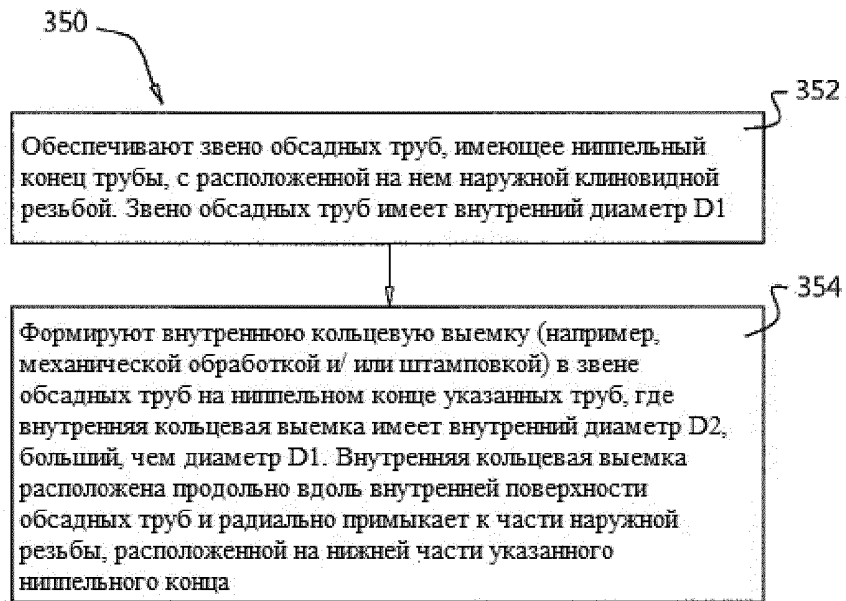 350
352
Обеспечивают звено обсадных труб, имеющее ниппельный
конец трубы, с расположенной на нем наружной клиновидной
резьбой. Звено обсадных труб имеет внутренний диаметр D1
354
Формируют внутреннюю кольцевую выемку (например,
механической обработкой и/ или штамповкой) в звене
обсадных труб на ниппельном конце указанных труб, где
внутренняя кольцевая выемка имеет внутренний диаметр D2,
больший, чем диаметр D1. Внутренняя кольцевая выемка
расположена продольно вдоль внутренней поверхности
обсадных труб и радиально примыкает к части наружной
резьбы, расположенной на нижней части указанного
ниппельного конца